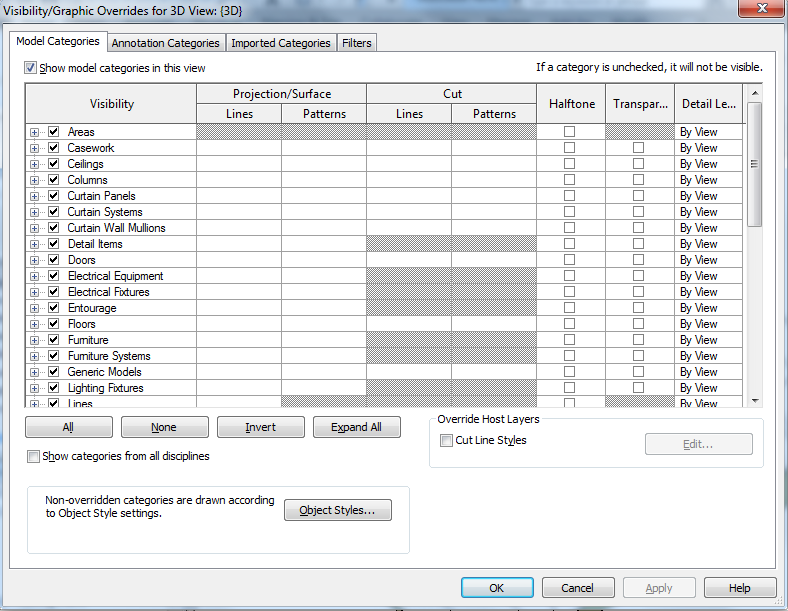 Visibility/Graphic Overrides for 3D View: {3D}
Model Categories Annotation Categories Imported Categories Filters
Show model categories in this view If a category is unchecked, it will not be visible.
Visibility Projection/Surface Cut Halftone Transpar... Detail Le...
Lines Patterns Lines Patterns
Areas By View
Casework By View
Ceilings By View
Columns By View
Curtain Panels By View
Curtain Systems By View
Curtain Wall Mullions By View
Detail Items By View
Doors By View
Electrical Equipment By View
Electrical Fixtures By View
Entourage By View
Floors By View
Furniture By View
Furniture Systems By View
Generic Models By View
Lighting Fixtures By View
Lines By View
All None Invert Expand All
Override Host Layers
Cut Line Styles Edit...
Show categories from all disciplines
Non-overridden categories are drawn according
to Object Style settings.
Object Styles...
OK Cancel Apply Help